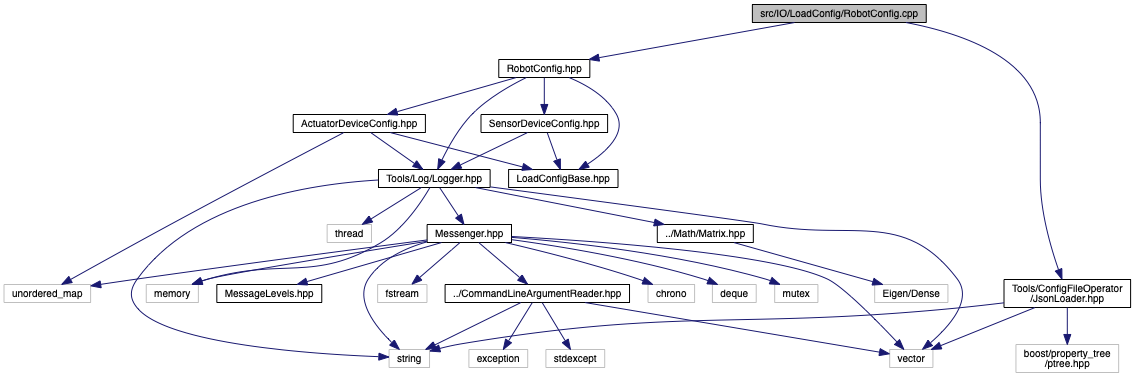 src/IO/LoadConfig/RobotConfig.cpp
RobotConfig.hpp
ActuatorDeviceConfig.hpp
SensorDeviceConfig.hpp
Tools/Log/Logger.hpp
LoadConfigBase.hpp
thread
Messenger.hpp
../Math/Matrix.hpp
unordered_map
memory
MessageLevels.hpp
fstream
../CommandLineArgumentReader.hpp
chrono
deque
mutex
Eigen/Dense
Tools/ConfigFileOperator
/JsonLoader.hpp
string
exception
stdexcept
vector
boost/property_tree
/ptree.hpp